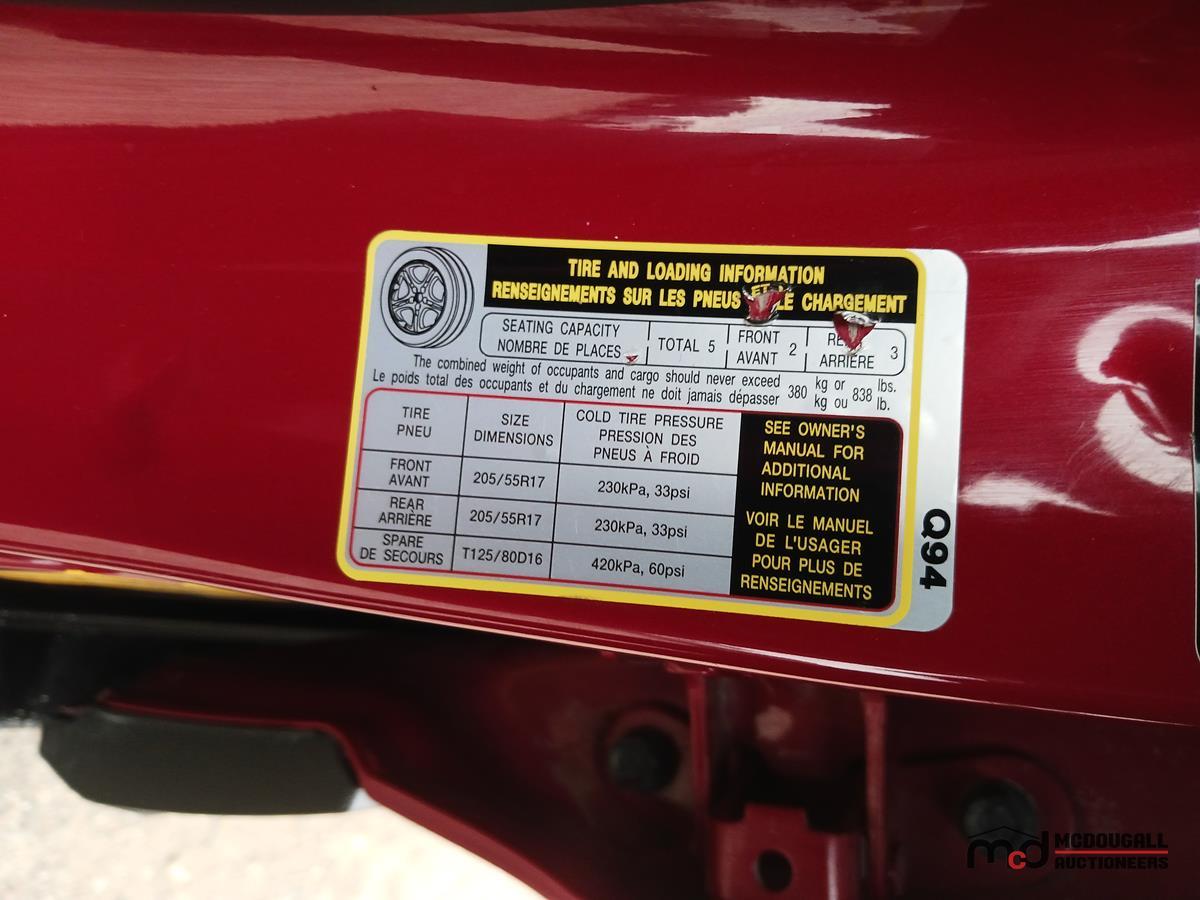 TIRE AND LOADING INFORMATION
RENSEIGNEMENTS SUR LES PNEUS ET LE CHARGEMENT
SEATING CAPACITY
NOMBRE DE PLACES
TOTAL 5
FRONT
AVANT
2
ARRIÈRE
3
The combined weight of occupants and cargo should never exceed
Le poids total des occupants et du chargement ne doit jamais dépasser
380
kg or
kg ou
838
lbs.
lb.
TIRE
PNEU
SIZE
DIMENSIONS
COLD TIRE PRESSURE
PRESSION DES
PNEUS À FROID
FRONT
AVANT
205/55R17
230kPa, 33psi
REAR
ARRIÈRE
205/55R17
230kPa, 33psi
SPARE
DE SECOURS
T125/80D16
420kPa, 60psi
SEE OWNER'S
MANUAL FOR
ADDITIONAL
INFORMATION
VOIR LE MANUEL
DE L'USAGER
POUR PLUS DE
RENSEIGNEMENTS
Q94
mcd
MCDOUGALL
AUCTIONEERS